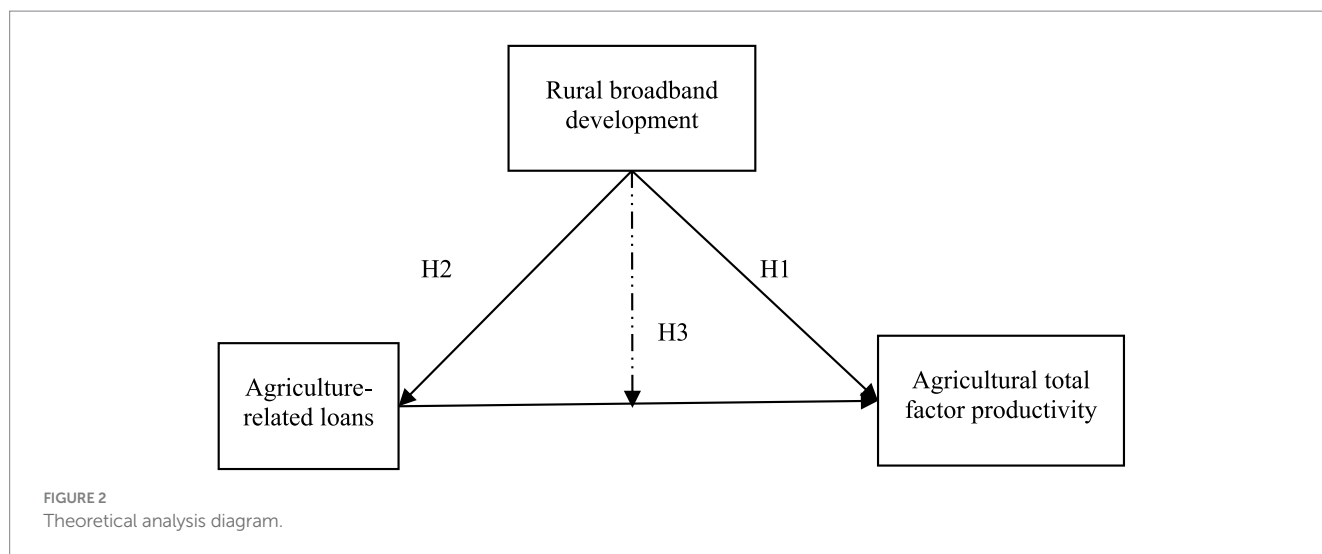 Rural broadband
development
H2
H1
H3
Agriculture-
related loans
Agricultural total
factor productivity
FIGURE 2
Theoretical analysis diagram.